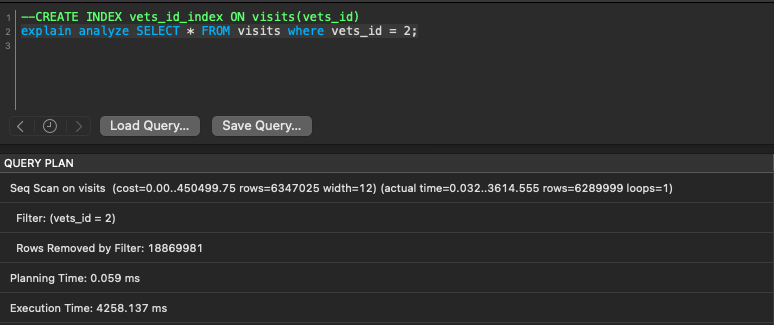 1 --CREATE INDEX vets_id_index ON visits(vets_id)
2 explain analyze SELECT * FROM visits where vets_id = 2;
3
Load Query... Save Query...
QUERY PLAN
Seq Scan on visits (cost=0.00..450499.75 rows=6347025 width=12) (actual time=0.032..3614.555 rows=6289999 loops=1)
Filter: (vets_id = 2)
Rows Removed by Filter: 18869981
Planning Time: 0.059 ms
Execution Time: 4258.137 ms